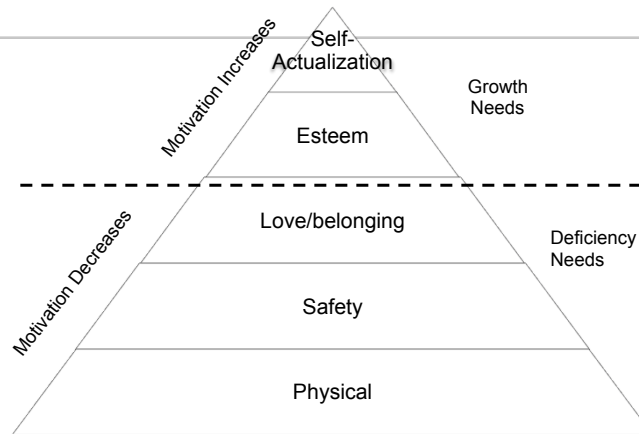 Self-
Actualization
Motivation Increases
Growth
Needs
Esteem
Love/belonging
Motivation Decreases
Deficiency
Needs
Safety
Physical